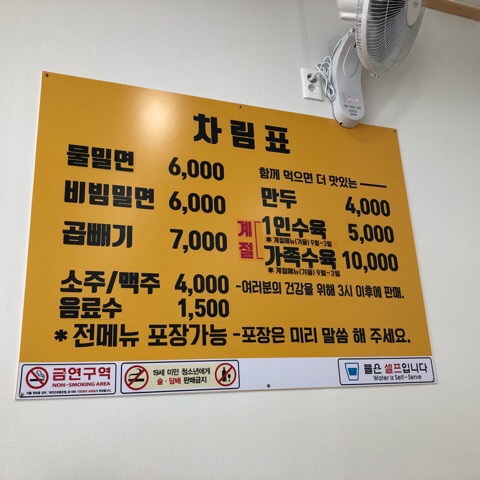 차림표
물밀면 6,000
비빔밀면 6,000
곱빼기 7,000
함께 먹으면 더 맛있는
만두 4,000
계절
1인수육 5,000
*계절메뉴(겨울) 9월~3월
가족수육 10,000
*계절메뉴(겨울) 9월~3월
소주/맥주 4,000 -여러분의 건강을 위해 3시 이후에 판매.
음료수 1,500
*전메뉴 포장가능 -포장은 미리 말씀 해 주세요.
금연구역
NON-SMOKING AREA
19세 미만 청소년에게
술·담배 판매금지
물은 셀프입니다
Water is Self-Serve